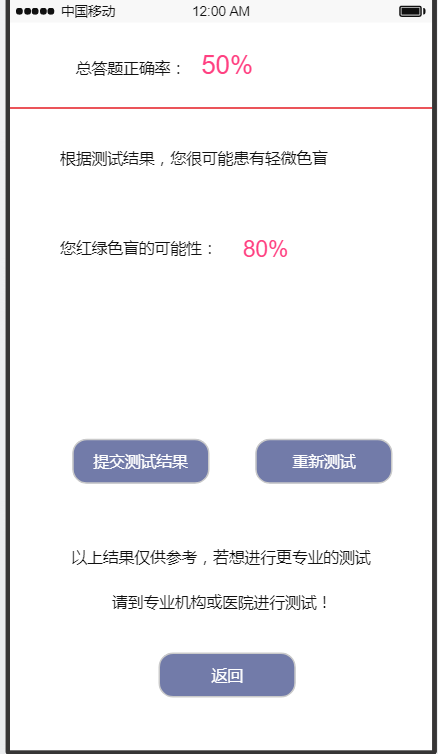 中国移动 12:00 AM
总答题正确率： 50%
根据测试结果，您很可能患有轻微色盲
您红绿色盲的可能性： 80%
提交测试结果 重新测试
以上结果仅供参考，若想进行更专业的测试
请到专业机构或医院进行测试！
返回